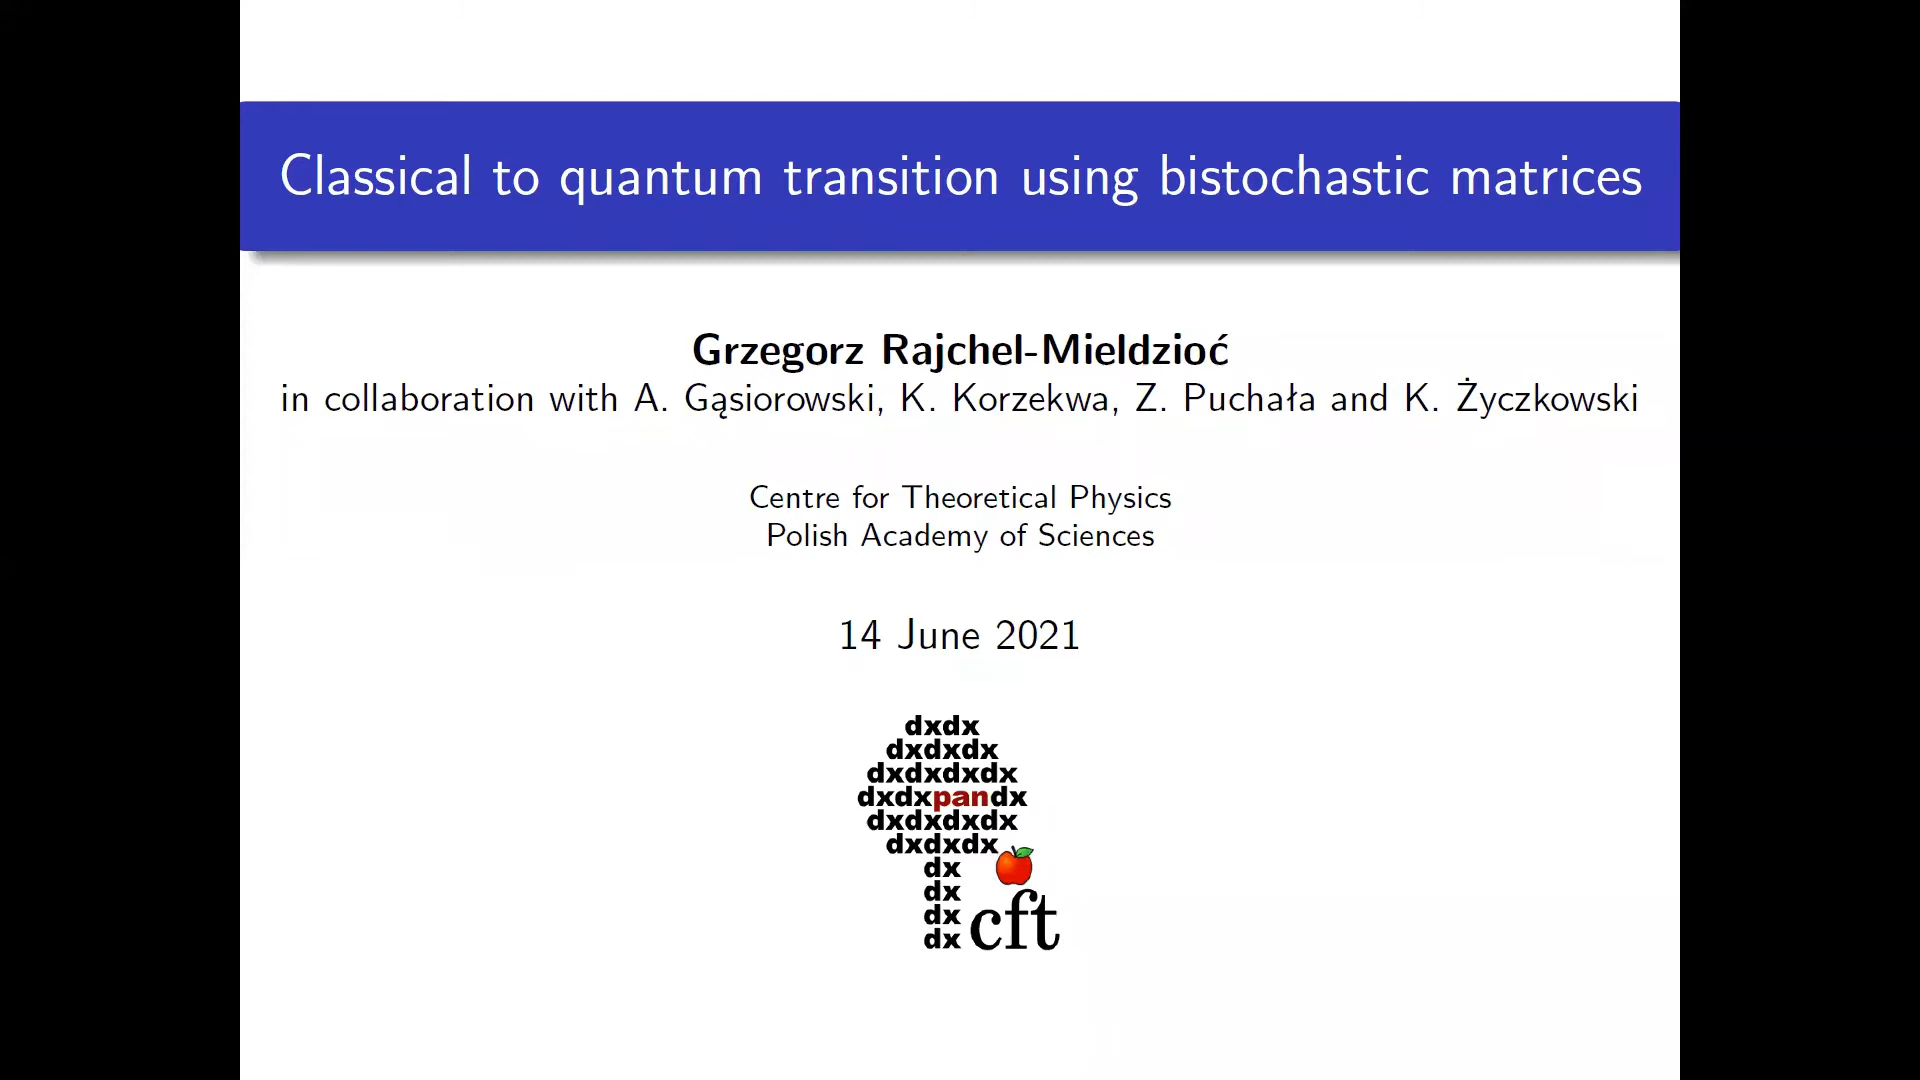 Classical to quantum transition using bistochastic matrices
Grzegorz Rajchel-Mieldzioć
in collaboration with A. Gąsiorowski, K. Korzekwa, Z. Puchała and K. Życzkowski
Centre for Theoretical Physics
Polish Academy of Sciences
14 June 2021
dxdx
dxdxdx
dxdxdxdx
dxdxpandx
dxdxdxdx
dxdxdx
dx
dx
dx
dx cft